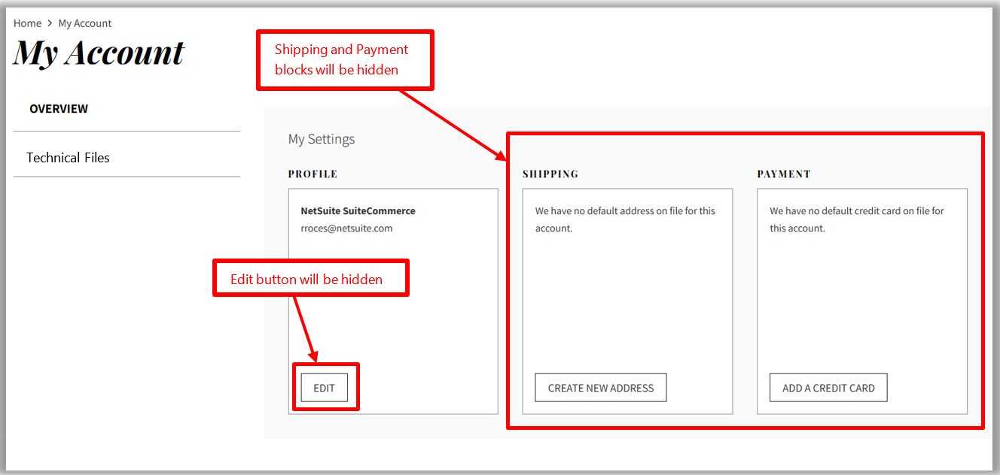 Home > My Account
My Account
Shipping and Payment
blocks will be hidden
OVERVIEW
Technical Files
My Settings
PROFILE
NetSuite SuiteCommerce
rroces@netsuite.com
Edit button will be hidden
EDIT
SHIPPING
We have no default address on file for this
account.
CREATE NEW ADDRESS
PAYMENT
We have no default credit card on file for
this account.
ADD A CREDIT CARD